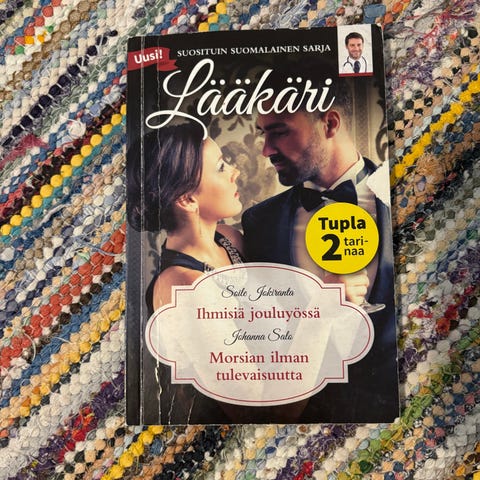 Uusi!
SUOSITUIN SUOMALAINEN SARJA
Lääkäri
Tupla
2 tari-
naa
Soile Jokiranta
Ihmisiä jouluyössä
Johanna Salo
Morsian ilman
tulevaisuutta